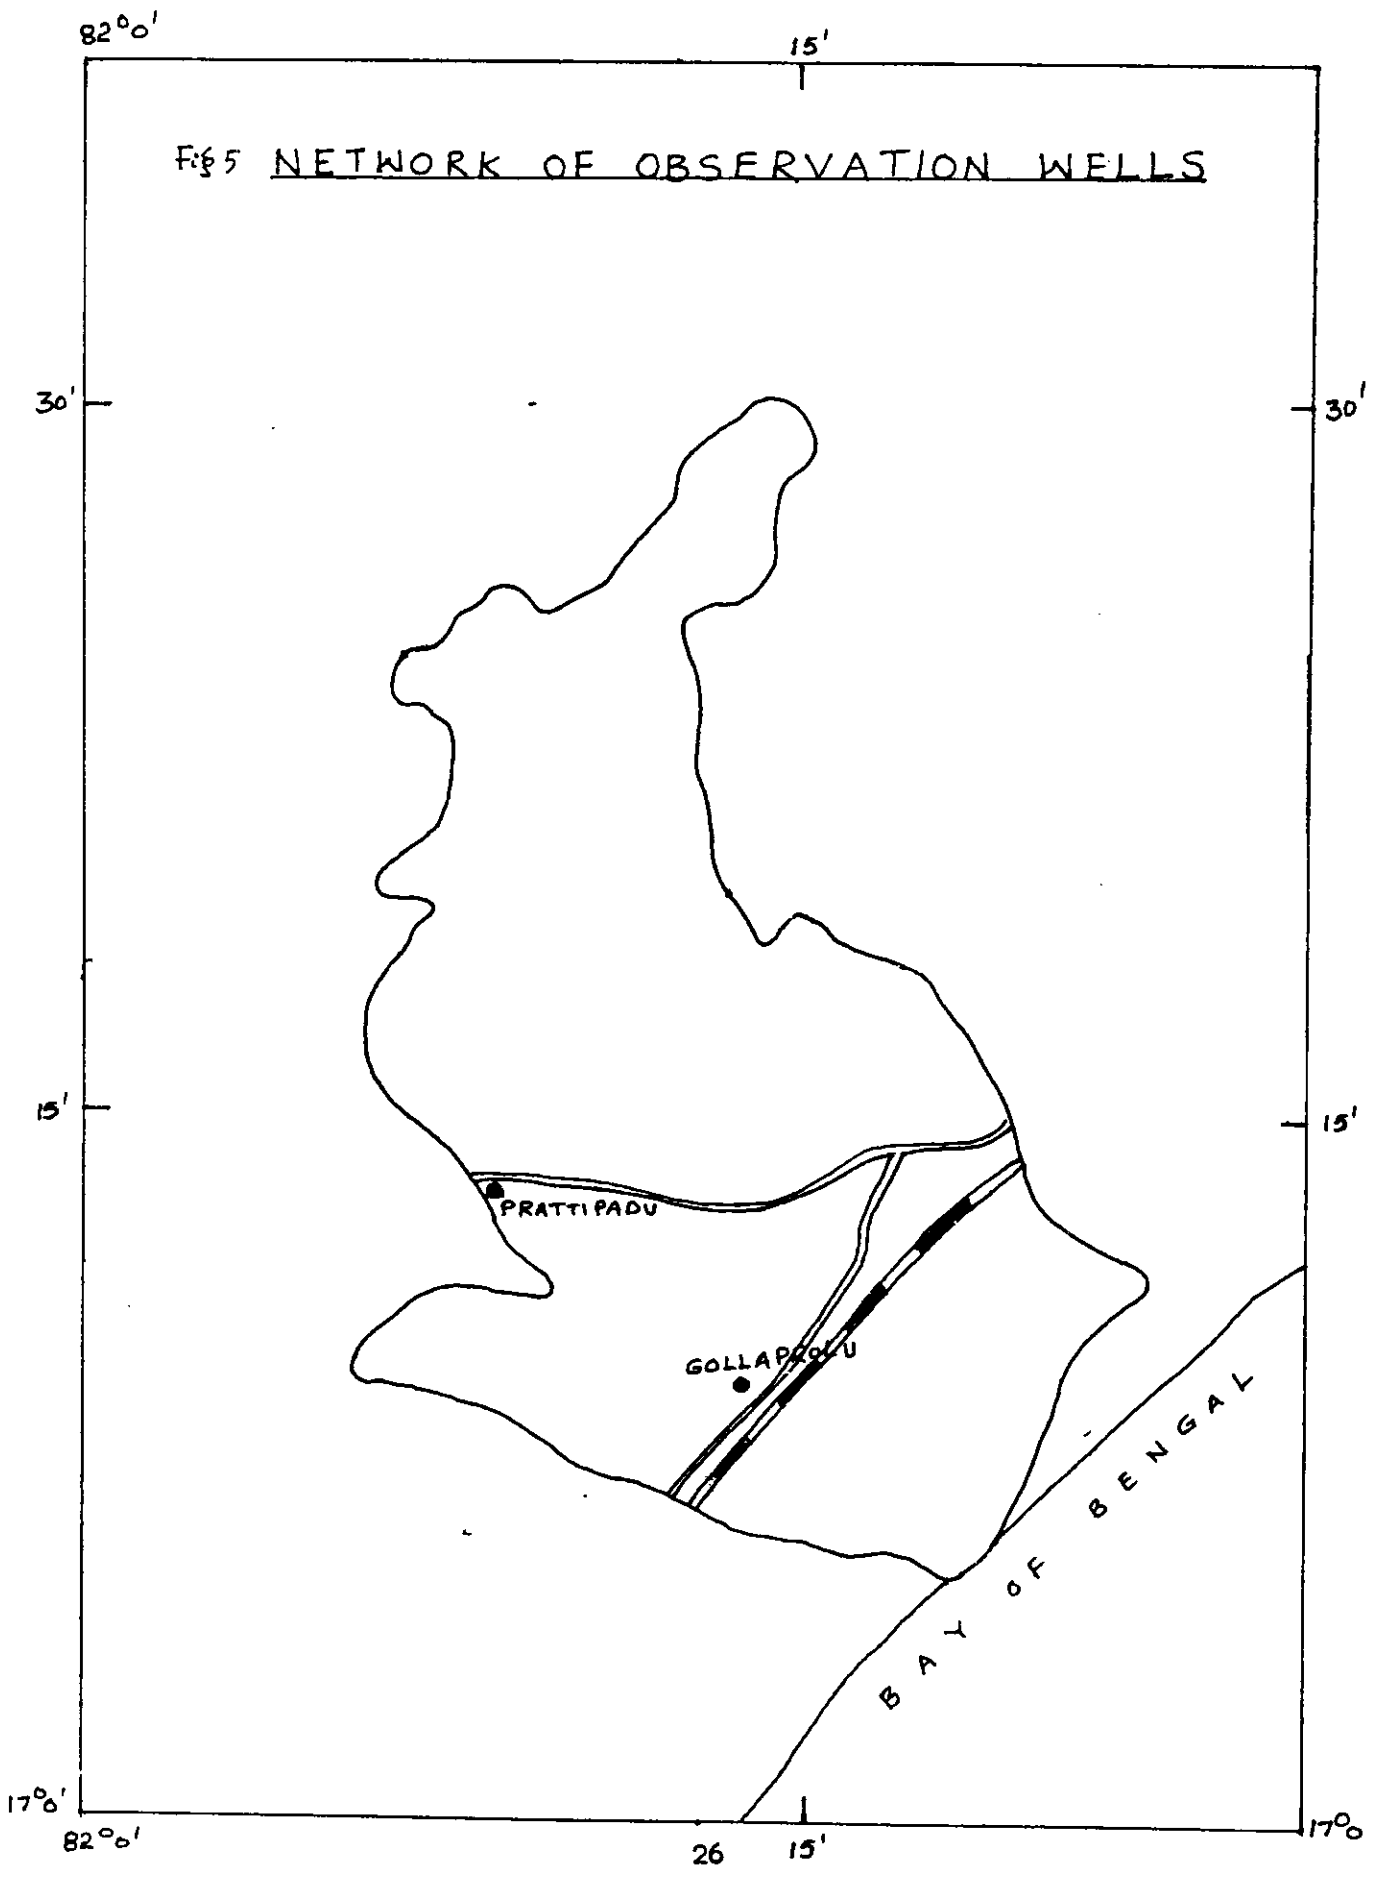 82°0'
15'
Fig 5 NETWORK OF OBSERVATION WELLS
30'
30'
15'
15'
PRATTIPADU
GOLLAPROLU
BAY OF BENGAL
17°0'
17°0
82°0'
26
15'